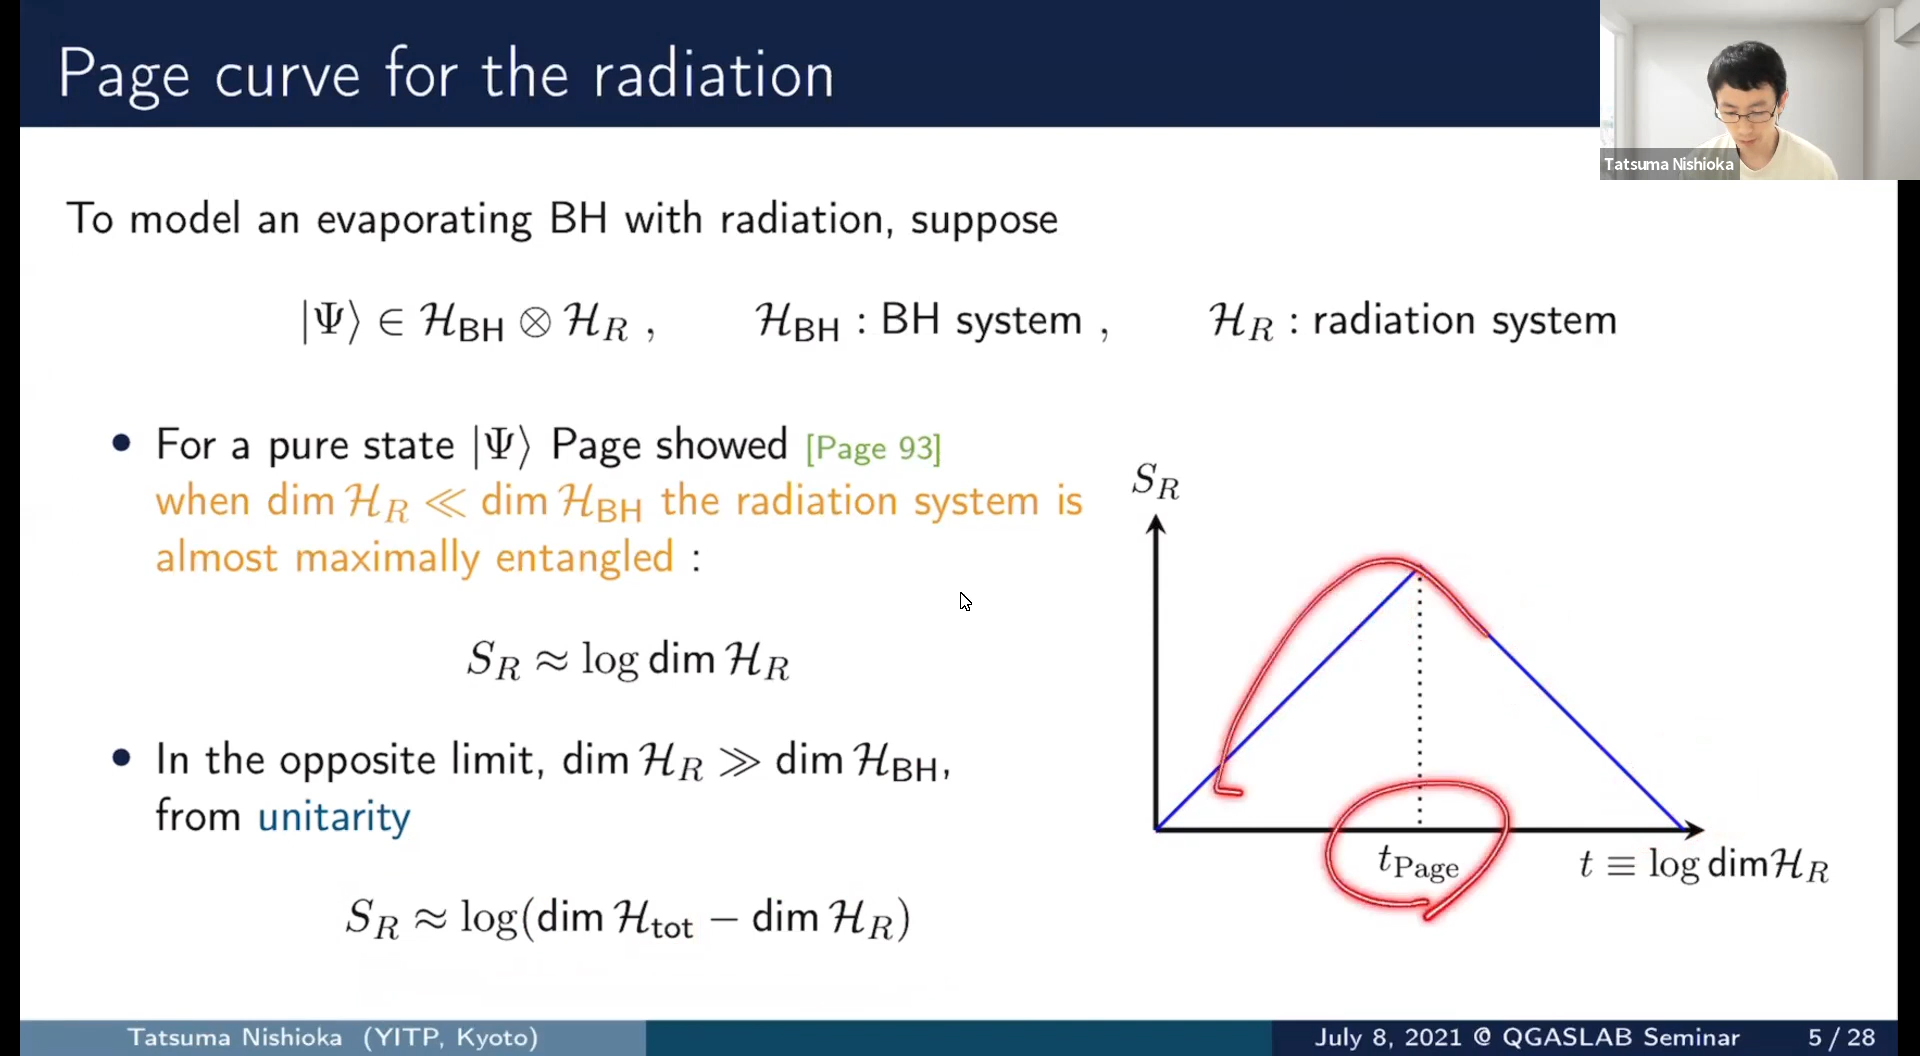 Page curve for the radiation
Tatsuma Nishioka
To model an evaporating BH with radiation, suppose
|Ψ⟩ ∈ ℋ_BH ⊗ ℋ_R , ℋ_BH : BH system , ℋ_R : radiation system
• For a pure state |Ψ⟩ Page showed [Page 93]
when dim ℋ_R ≪ dim ℋ_BH the radiation system is
almost maximally entangled :
S_R ≈ log dim ℋ_R
• In the opposite limit, dim ℋ_R ≫ dim ℋ_BH,
from unitarity
S_R ≈ log(dim ℋ_tot − dim ℋ_R)
S_R
t_Page
t ≡ log dimℋ_R
Tatsuma Nishioka (YITP, Kyoto)
July 8, 2021 @ QGASLAB Seminar 5 / 28